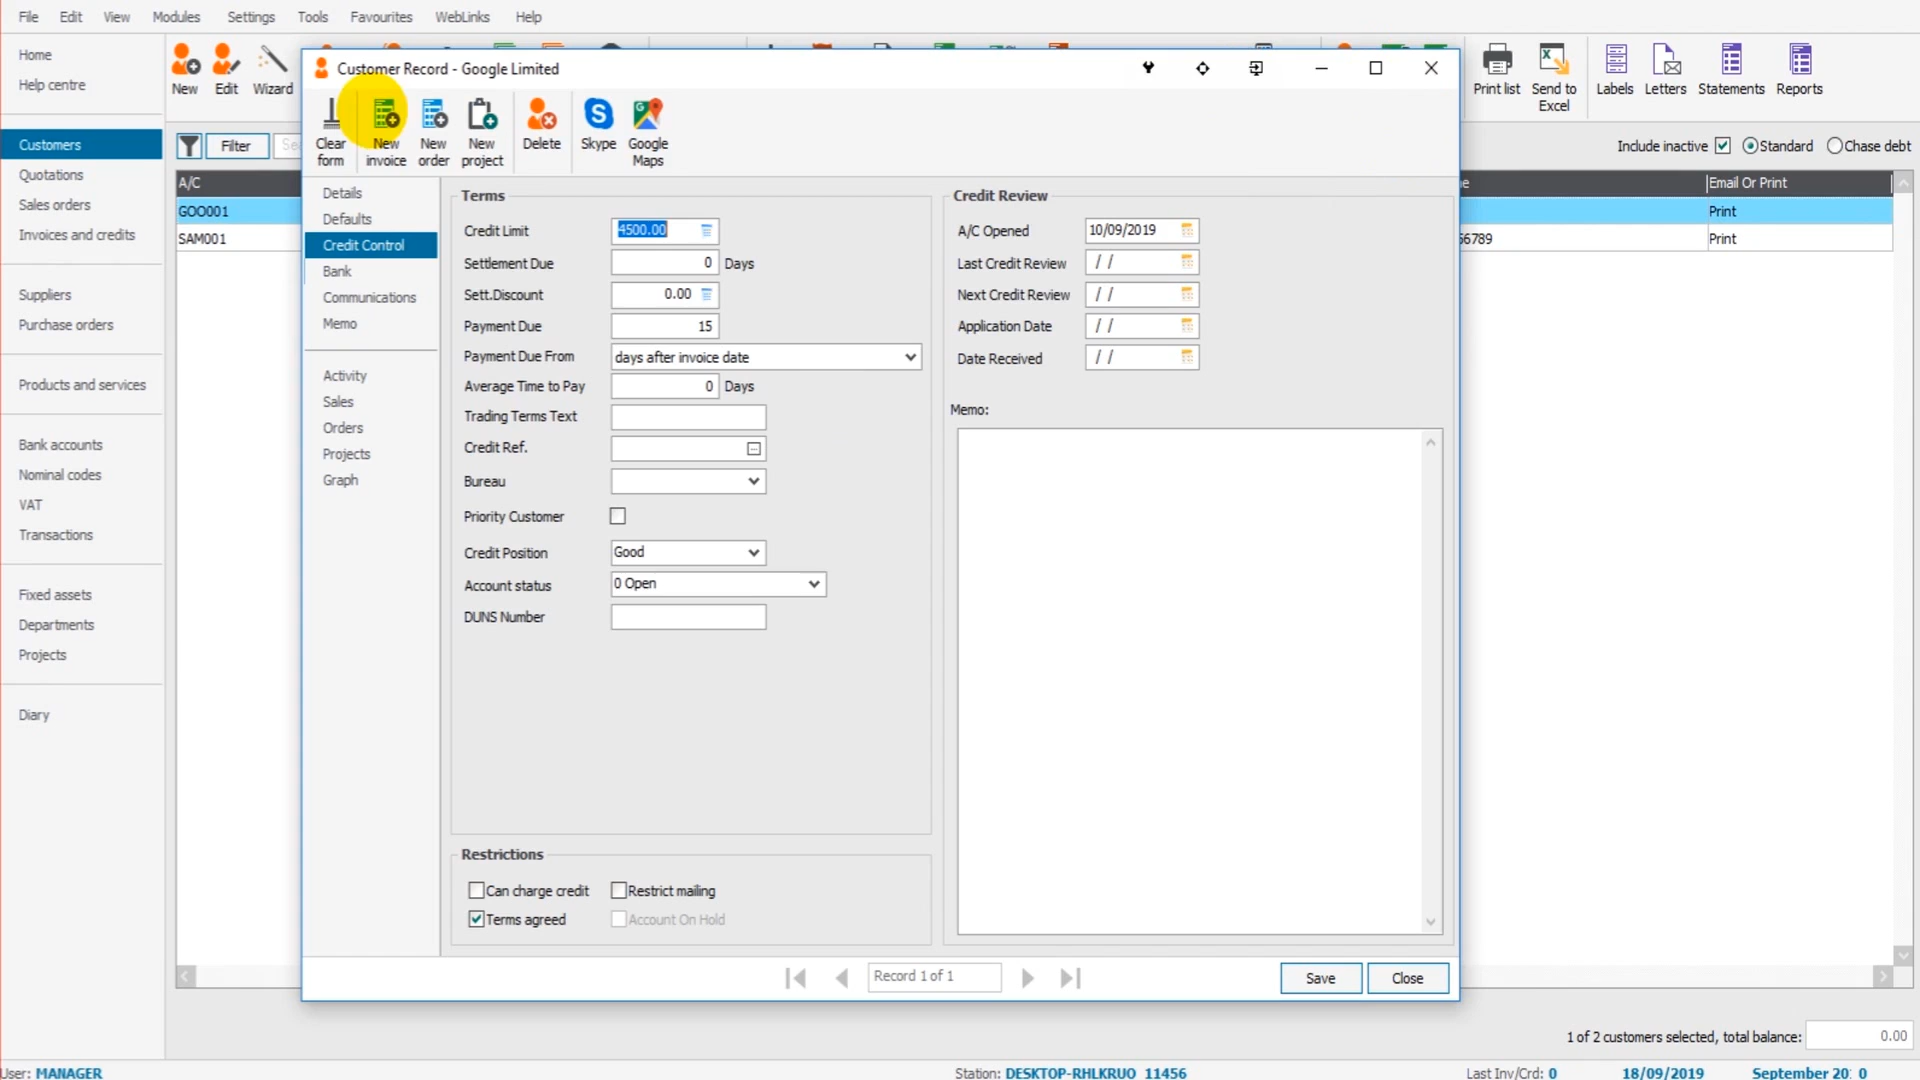 File Edit View Modules Settings Tools Favourites WebLinks Help
Home
Help centre
Customers
Quotations
Sales orders
Invoices and credits
Suppliers
Purchase orders
Products and services
Bank accounts
Nominal codes
VAT
Transactions
Fixed assets
Departments
Projects
Diary
New Edit Wizard
Print list Send to Excel Labels Letters Statements Reports
Filter
Include inactive Standard Chase debt
A/C
GOO001
SAM001
Email Or Print
Print
56789 Print
Customer Record - Google Limited
Clear form New invoice New order New project Delete Skype Google Maps
Details
Defaults
Credit Control
Bank
Communications
Memo
Activity
Sales
Orders
Projects
Graph
Terms
Credit Limit 4500.00
Settlement Due 0 Days
Sett.Discount 0.00
Payment Due 15
Payment Due From days after invoice date
Average Time to Pay 0 Days
Trading Terms Text
Credit Ref.
Bureau
Priority Customer
Credit Position Good
Account status 0 Open
DUNS Number
Restrictions
Can charge credit Restrict mailing
Terms agreed Account On Hold
Credit Review
A/C Opened 10/09/2019
Last Credit Review / /
Next Credit Review / /
Application Date / /
Date Received / /
Memo:
Record 1 of 1
Save Close
1 of 2 customers selected, total balance: 0.00
User: MANAGER Station: DESKTOP-RHLKRUO 11456 Last Inv/Crd: 0 18/09/2019 September 0